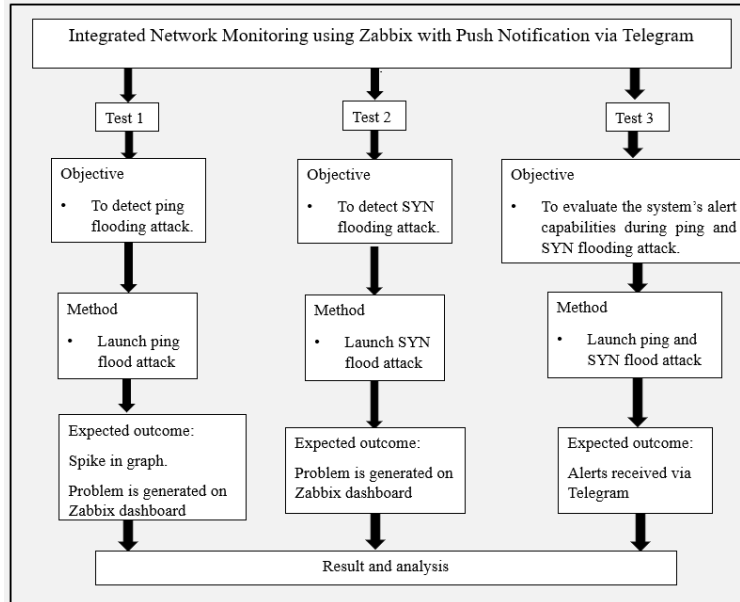 Integrated Network Monitoring using Zabbix with Push Notification via Telegram
Test 1
Test 2
Test 3
Objective
• To detect ping
flooding attack.
Objective
• To detect SYN
flooding attack.
Objective
• To evaluate the system's alert
capabilities during ping and
SYN flooding attack.
Method
• Launch ping
flood attack
Method
• Launch SYN
flood attack
Method
• Launch ping and
SYN flood attack
Expected outcome:
Spike in graph.
Problem is generated on
Zabbix dashboard
Expected outcome:
Problem is generated on
Zabbix dashboard
Expected outcome:
Alerts received via
Telegram
Result and analysis